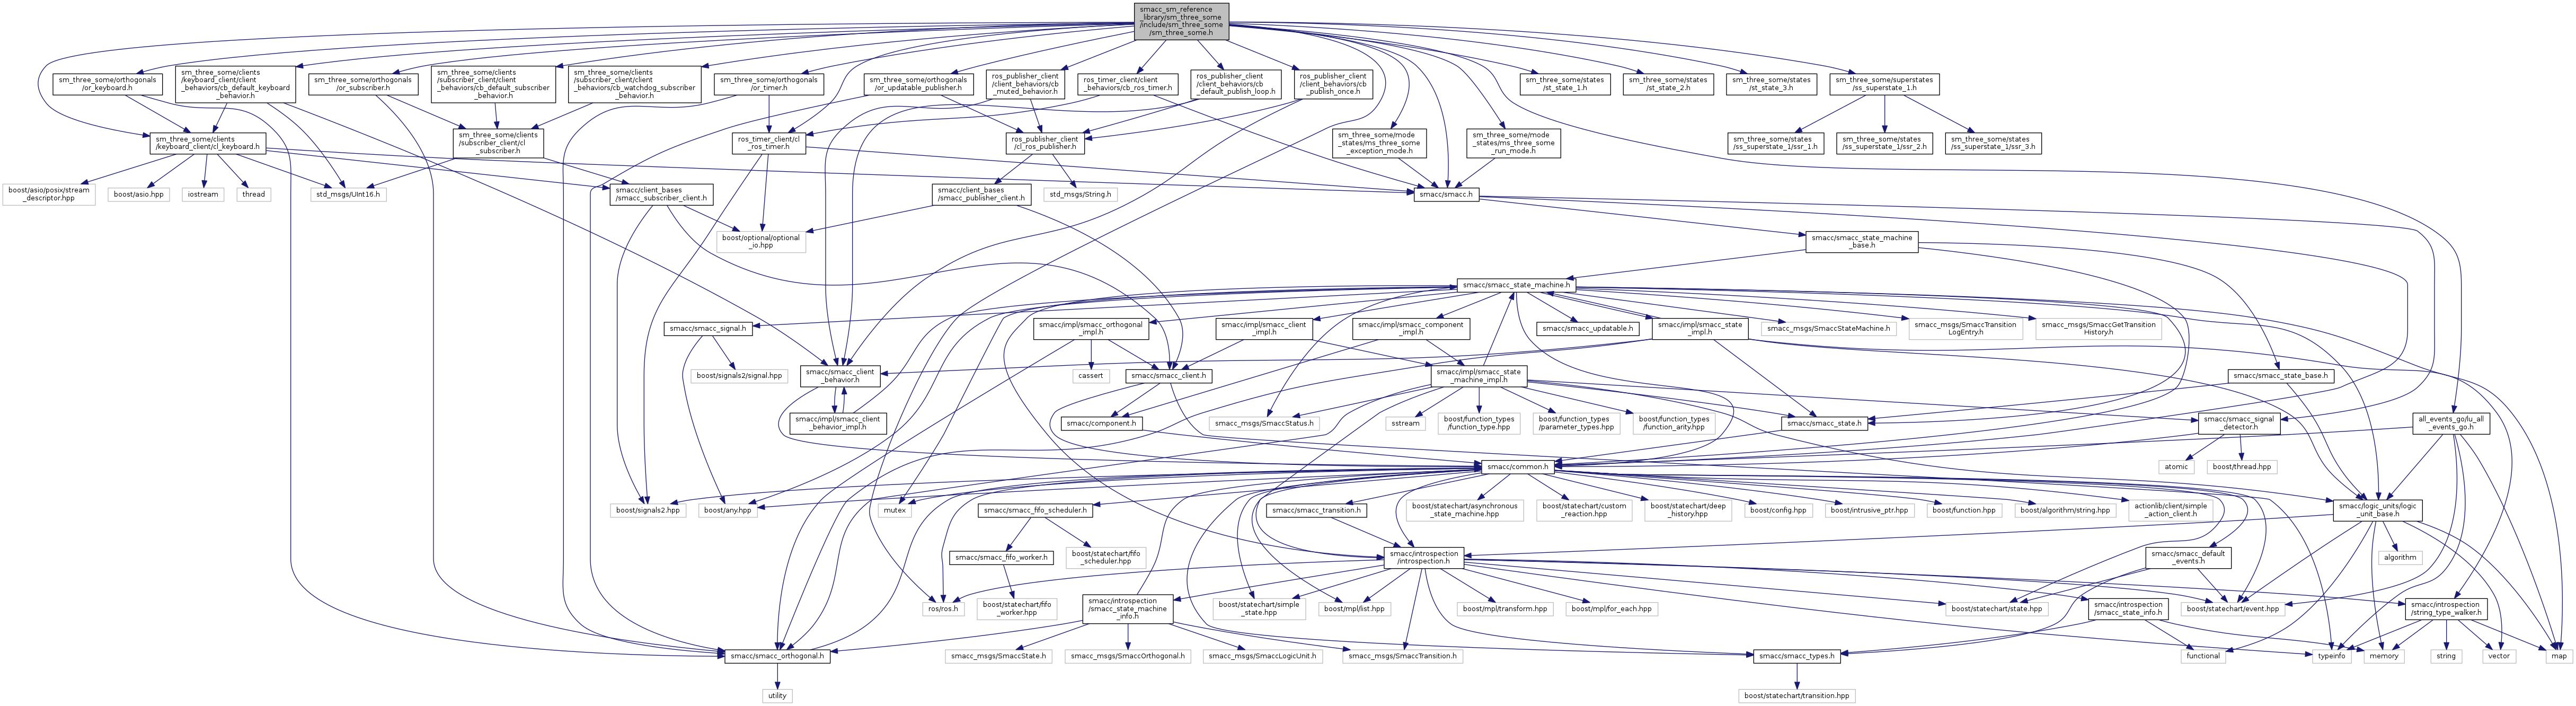 smacc_sm_reference
_library/sm_three_some
/include/sm_three_some
/sm_three_some.h
sm_three_some/orthogonals
/or_keyboard.h
sm_three_some/clients
/keyboard_client/client
_behaviors/cb_default_keyboard
_behavior.h
sm_three_some/orthogonals
/or_subscriber.h
sm_three_some/clients
/subscriber_client/client
_behaviors/cb_default_subscriber
_behavior.h
sm_three_some/clients
/subscriber_client/client
_behaviors/cb_watchdog_subscriber
_behavior.h
sm_three_some/orthogonals
/or_timer.h
sm_three_some/orthogonals
/or_updatable_publisher.h
ros_publisher_client
/client_behaviors/cb
_muted_behavior.h
ros_timer_client/client
_behaviors/cb_ros_timer.h
ros_publisher_client
/client_behaviors/cb
_default_publish_loop.h
ros_publisher_client
/client_behaviors/cb
_publish_once.h
sm_three_some/states
/st_state_1.h
sm_three_some/states
/st_state_2.h
sm_three_some/states
/st_state_3.h
sm_three_some/superstates
/ss_superstate_1.h
sm_three_some/clients
/keyboard_client/cl_keyboard.h
sm_three_some/clients
/subscriber_client/cl
_subscriber.h
ros_timer_client/cl
_ros_timer.h
ros_publisher_client
/cl_ros_publisher.h
sm_three_some/mode
_states/ms_three_some
_exception_mode.h
sm_three_some/mode
_states/ms_three_some
_run_mode.h
sm_three_some/states
/ss_superstate_1/ssr_1.h
sm_three_some/states
/ss_superstate_1/ssr_2.h
sm_three_some/states
/ss_superstate_1/ssr_3.h
boost/asio/posix/stream
_descriptor.hpp
boost/asio.hpp
iostream
thread
std_msgs/UInt16.h
smacc/client_bases
/smacc_subscriber_client.h
smacc/client_bases
/smacc_publisher_client.h
std_msgs/String.h
smacc/smacc.h
boost/optional/optional
_io.hpp
smacc/smacc_state_machine
_base.h
smacc/smacc_state_machine.h
smacc/smacc_signal.h
smacc/impl/smacc_orthogonal
_impl.h
smacc/impl/smacc_client
_impl.h
smacc/impl/smacc_component
_impl.h
smacc/smacc_updatable.h
smacc/impl/smacc_state
_impl.h
smacc_msgs/SmaccStateMachine.h
smacc_msgs/SmaccTransition
LogEntry.h
smacc_msgs/SmaccGetTransition
History.h
boost/signals2/signal.hpp
smacc/smacc_client
_behavior.h
cassert
smacc/smacc_client.h
smacc/impl/smacc_state
_machine_impl.h
smacc/smacc_state_base.h
smacc/impl/smacc_client
_behavior_impl.h
smacc/component.h
smacc_msgs/SmaccStatus.h
sstream
boost/function_types
/function_type.hpp
boost/function_types
/parameter_types.hpp
boost/function_types
/function_arity.hpp
smacc/smacc_state.h
smacc/smacc_signal
_detector.h
all_events_go/lu_all
_events_go.h
smacc/common.h
atomic
boost/thread.hpp
boost/signals2.hpp
boost/any.hpp
mutex
smacc/smacc_fifo_scheduler.h
smacc/smacc_transition.h
boost/statechart/asynchronous
_state_machine.hpp
boost/statechart/custom
_reaction.hpp
boost/statechart/deep
_history.hpp
boost/config.hpp
boost/intrusive_ptr.hpp
boost/function.hpp
boost/algorithm/string.hpp
actionlib/client/simple
_action_client.h
smacc/logic_units/logic
_unit_base.h
smacc/smacc_fifo_worker.h
boost/statechart/fifo
_scheduler.hpp
smacc/introspection
/introspection.h
smacc/smacc_default
_events.h
algorithm
ros/ros.h
boost/statechart/fifo
_worker.hpp
smacc/introspection
/smacc_state_machine
_info.h
boost/statechart/simple
_state.hpp
boost/mpl/list.hpp
boost/mpl/transform.hpp
boost/mpl/for_each.hpp
boost/statechart/state.hpp
smacc/introspection
/smacc_state_info.h
boost/statechart/event.hpp
smacc/introspection
/string_type_walker.h
smacc/smacc_orthogonal.h
smacc_msgs/SmaccState.h
smacc_msgs/SmaccOrthogonal.h
smacc_msgs/SmaccLogicUnit.h
smacc_msgs/SmaccTransition.h
smacc/smacc_types.h
functional
typeinfo
memory
string
vector
map
utility
boost/statechart/transition.hpp